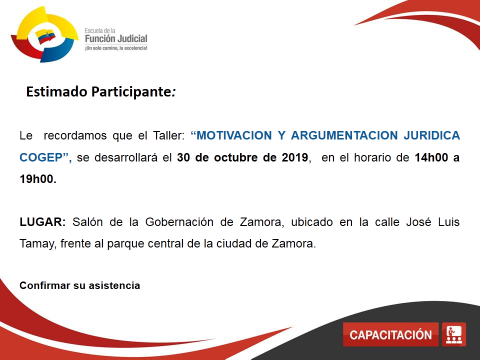 Escuela de la
Función Judicial
¡Un solo camino, la excelencia!
Estimado Participante:
Le recordamos que el Taller: “MOTIVACION Y ARGUMENTACION JURIDICA
COGEP”, se desarrollará el 30 de octubre de 2019, en el horario de 14h00 a
19h00.
LUGAR: Salón de la Gobernación de Zamora, ubicado en la calle José Luis
Tamay, frente al parque central de la ciudad de Zamora.
Confirmar su asistencia
CAPACITACIÓN